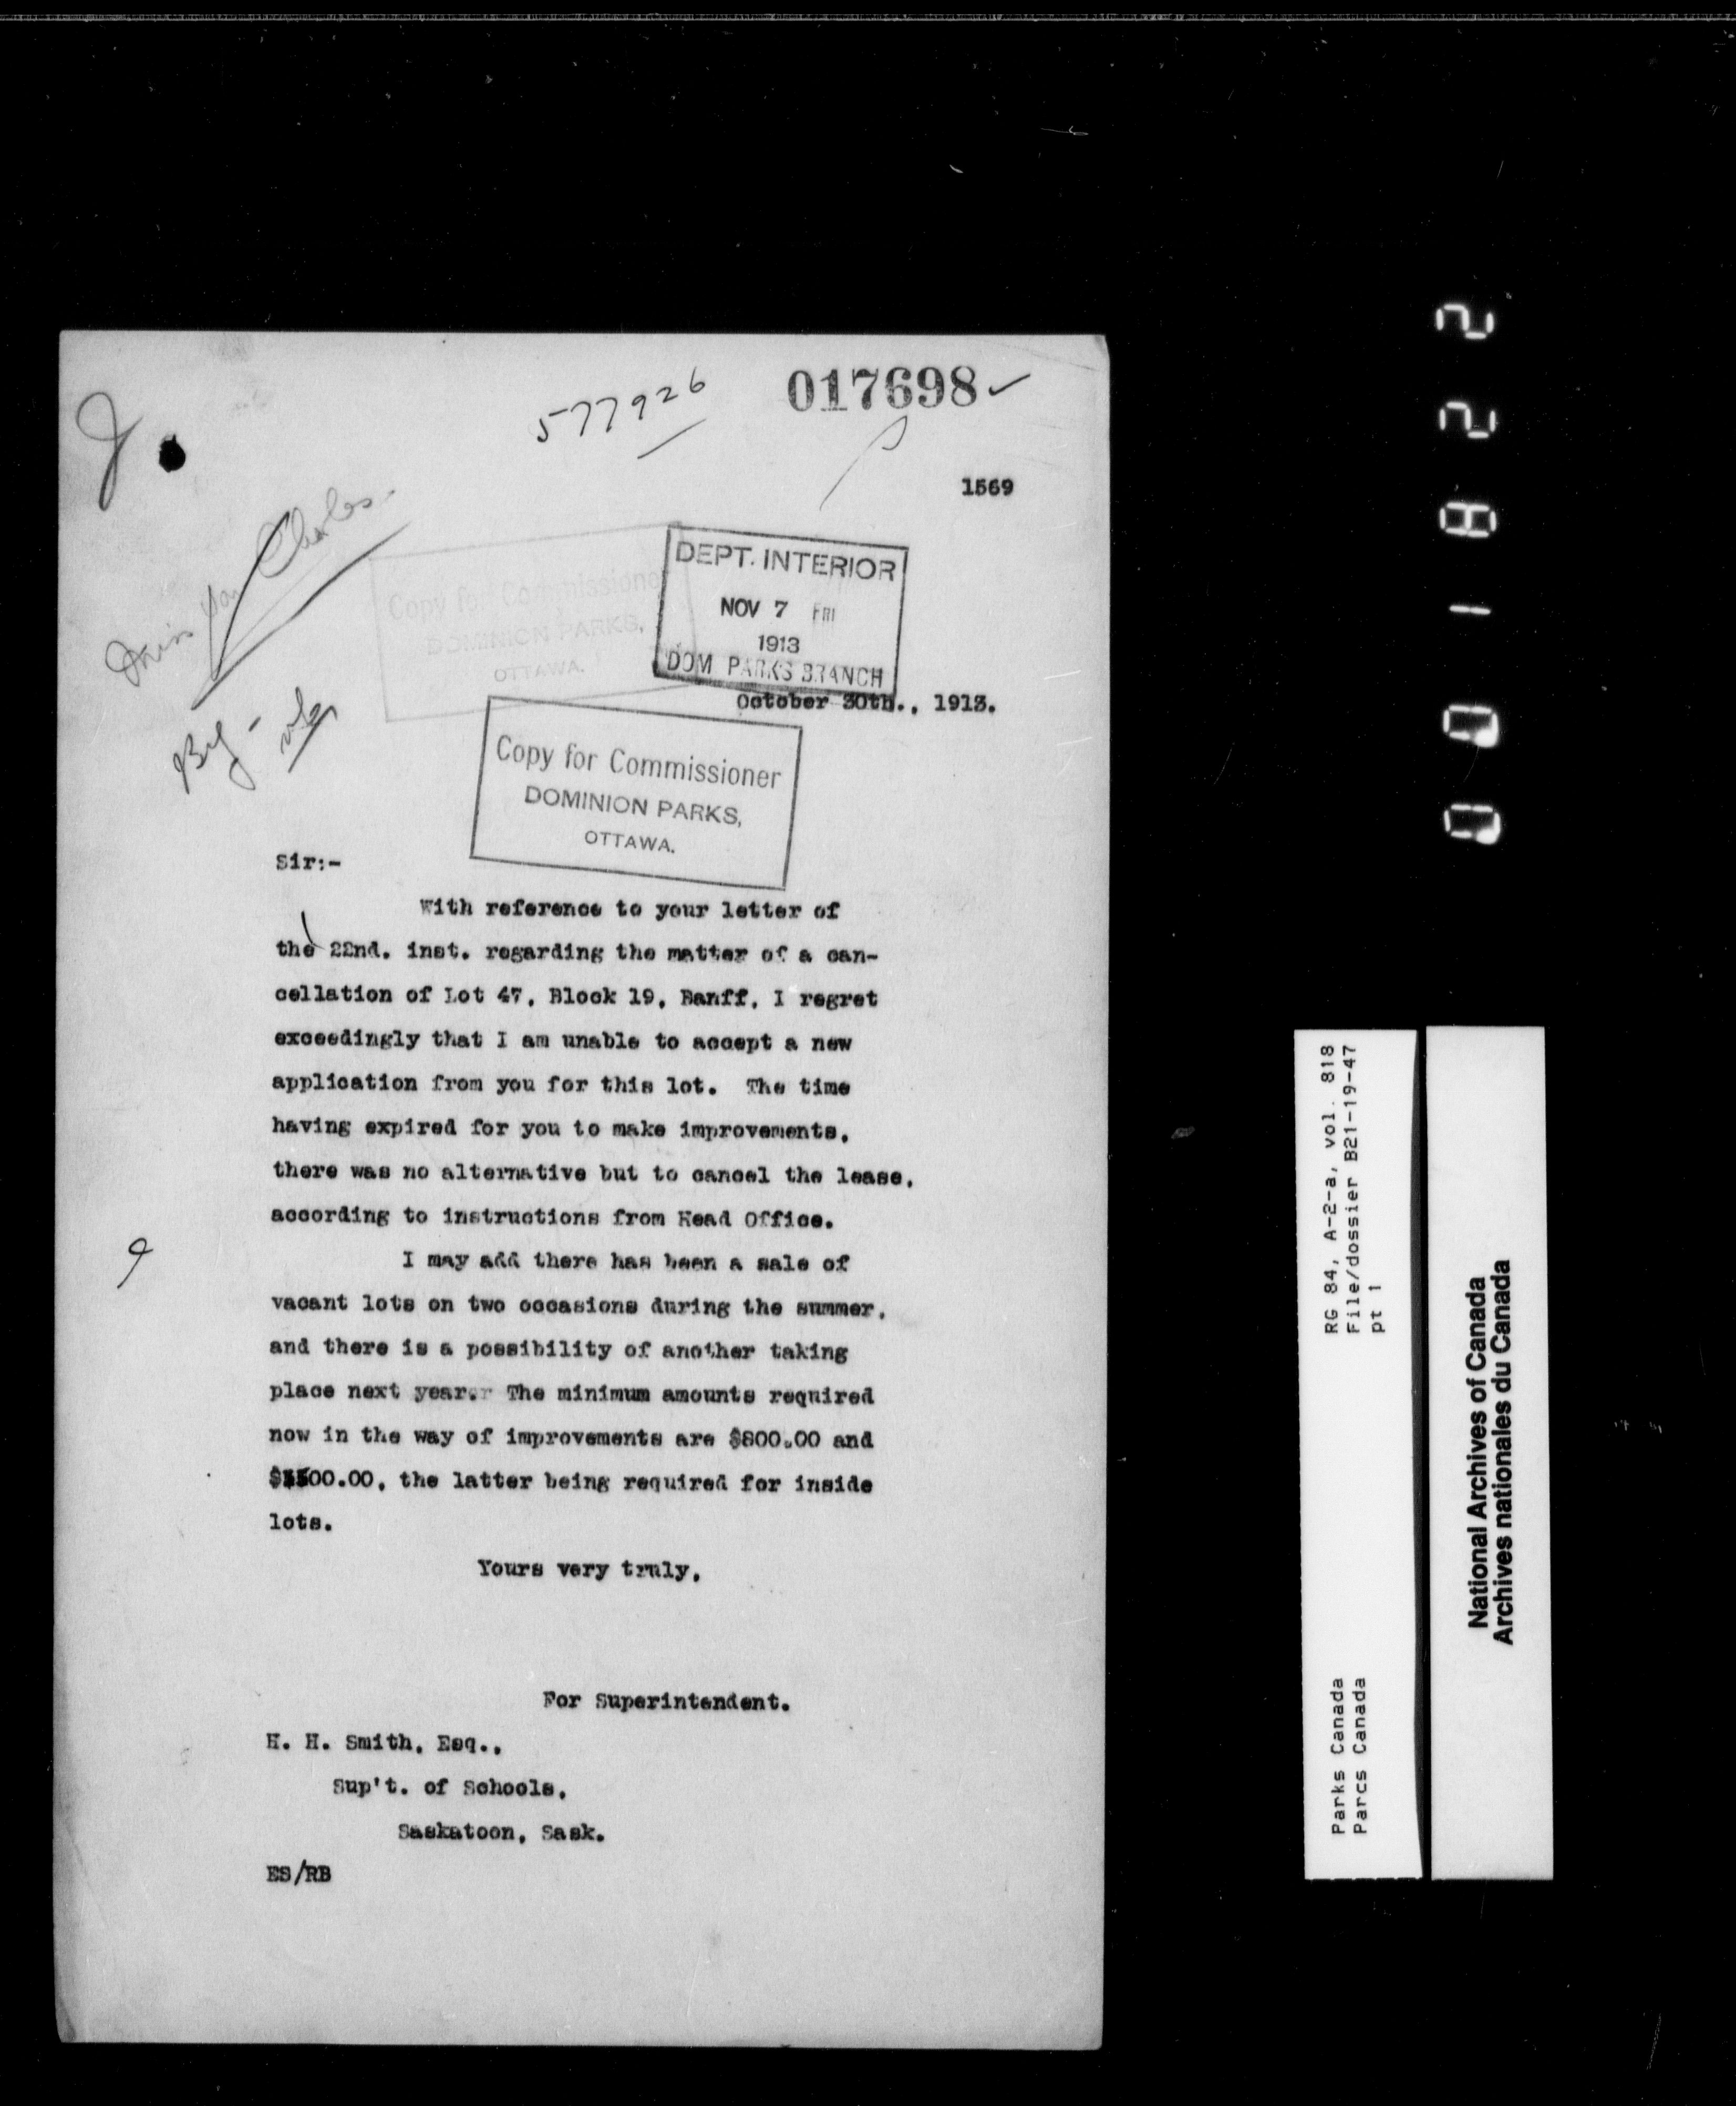 577926
017698
1569
Charles.
DEPT. INTERIOR
NOV 7 FRI
1913
DOM. PARKS BRANCH
Copy for Commissioner
DOMINION PARKS,
OTTAWA.
October 30th., 1913.
Copy for Commissioner
DOMINION PARKS,
OTTAWA.
Sir:-
With reference to your letter of
the 22nd. inst. regarding the matter of a can-
cellation of Lot 47, Block 19, Banff, I regret
exceedingly that I am unable to accept a new
application from you for this lot. The time
having expired for you to make improvements,
there was no alternative but to cancel the lease,
according to instructions from Head Office.
I may add there has been a sale of
vacant lots on two occasions during the summer,
and there is a possibility of another taking
place next year. The minimum amounts required
now in the way of improvements are $800.00 and
the latter being required for inside
lots.
Yours very truly,
For Superintendent.
H. H. Smith, Esq.,
Sup't. of Schools,
Saskatoon, Sask.
ES/RB
RG 84, A-2-a, vol. 818
File/dossier B21-19-47
pt 1
Parks Canada
Parcs Canada
National Archives of Canada
Archives nationales du Canada